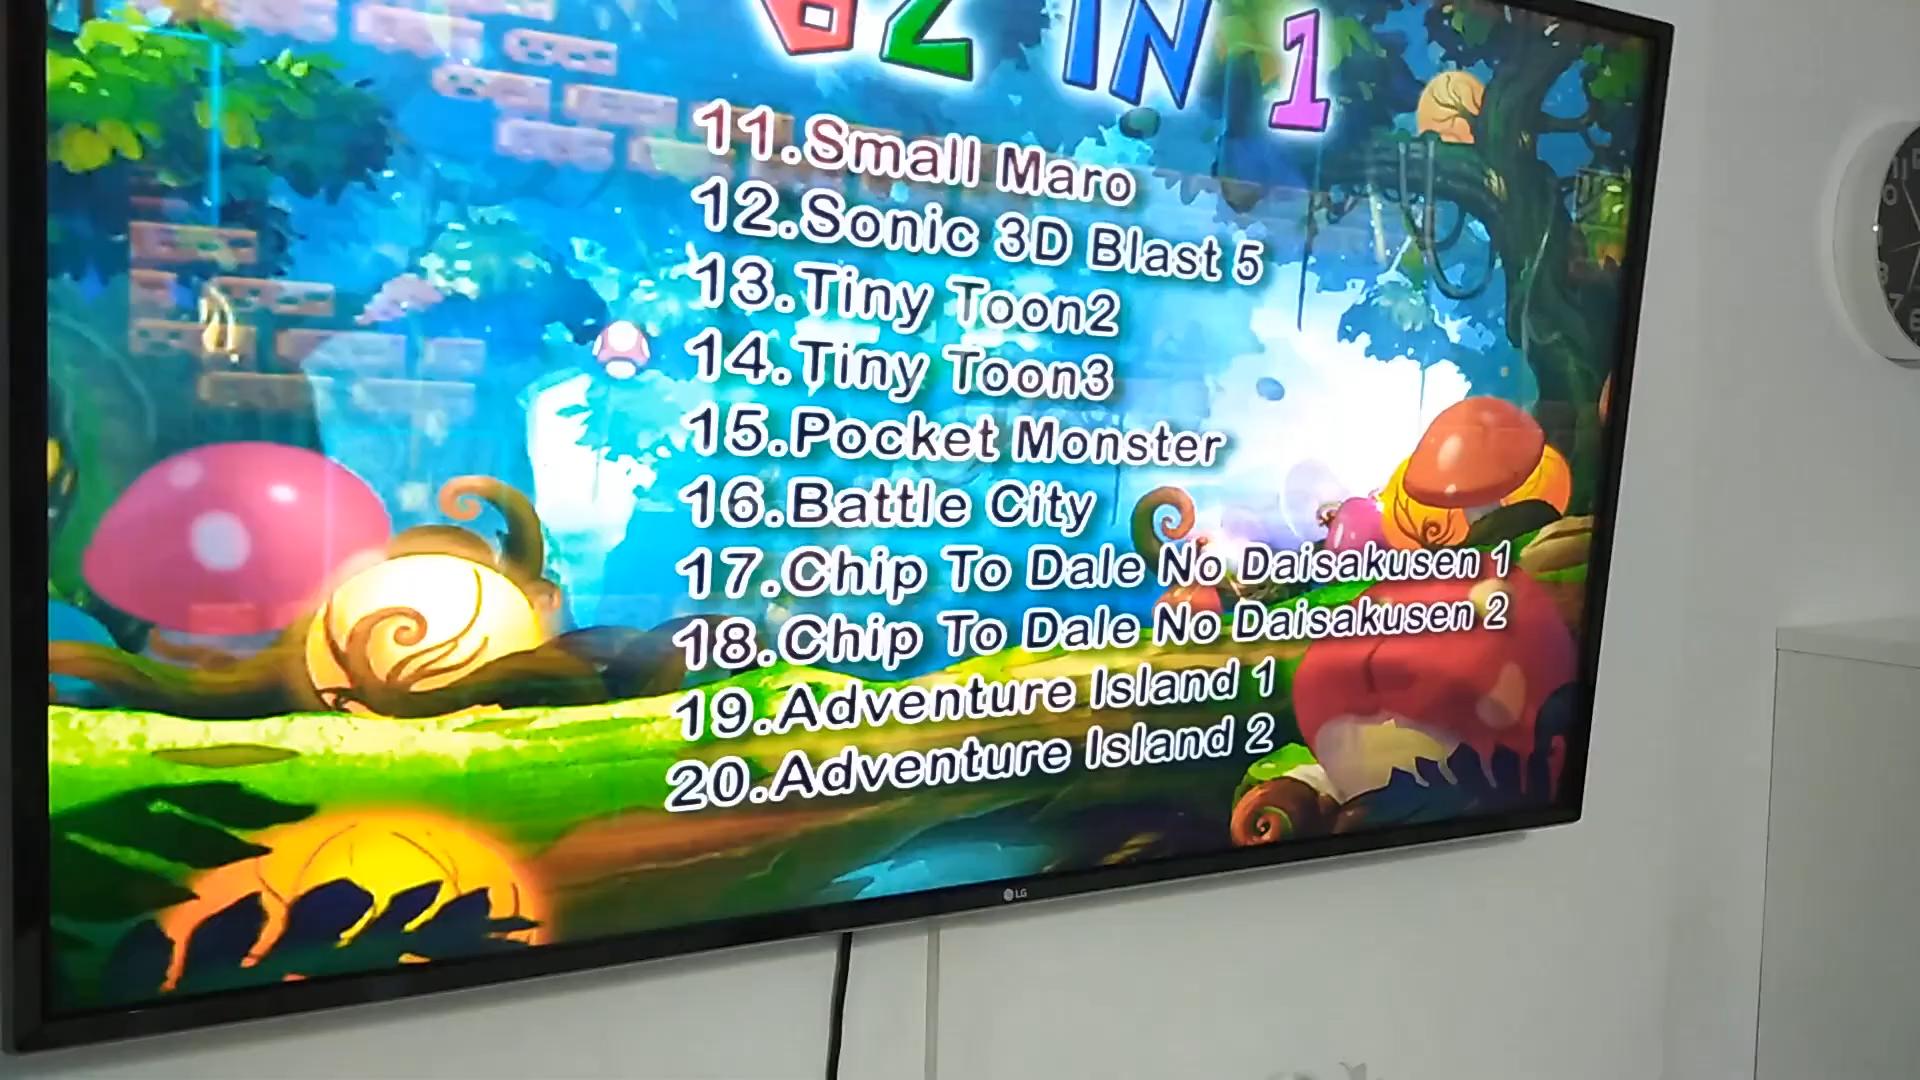 62 IN 1
11.Small Maro
12.Sonic 3D Blast 5
13.Tiny Toon2
14.Tiny Toon3
15.Pocket Monster
16.Battle City
17.Chip To Dale No Daisakusen 1
18.Chip To Dale No Daisakusen 2
19.Adventure Island 1
20.Adventure Island 2
LG